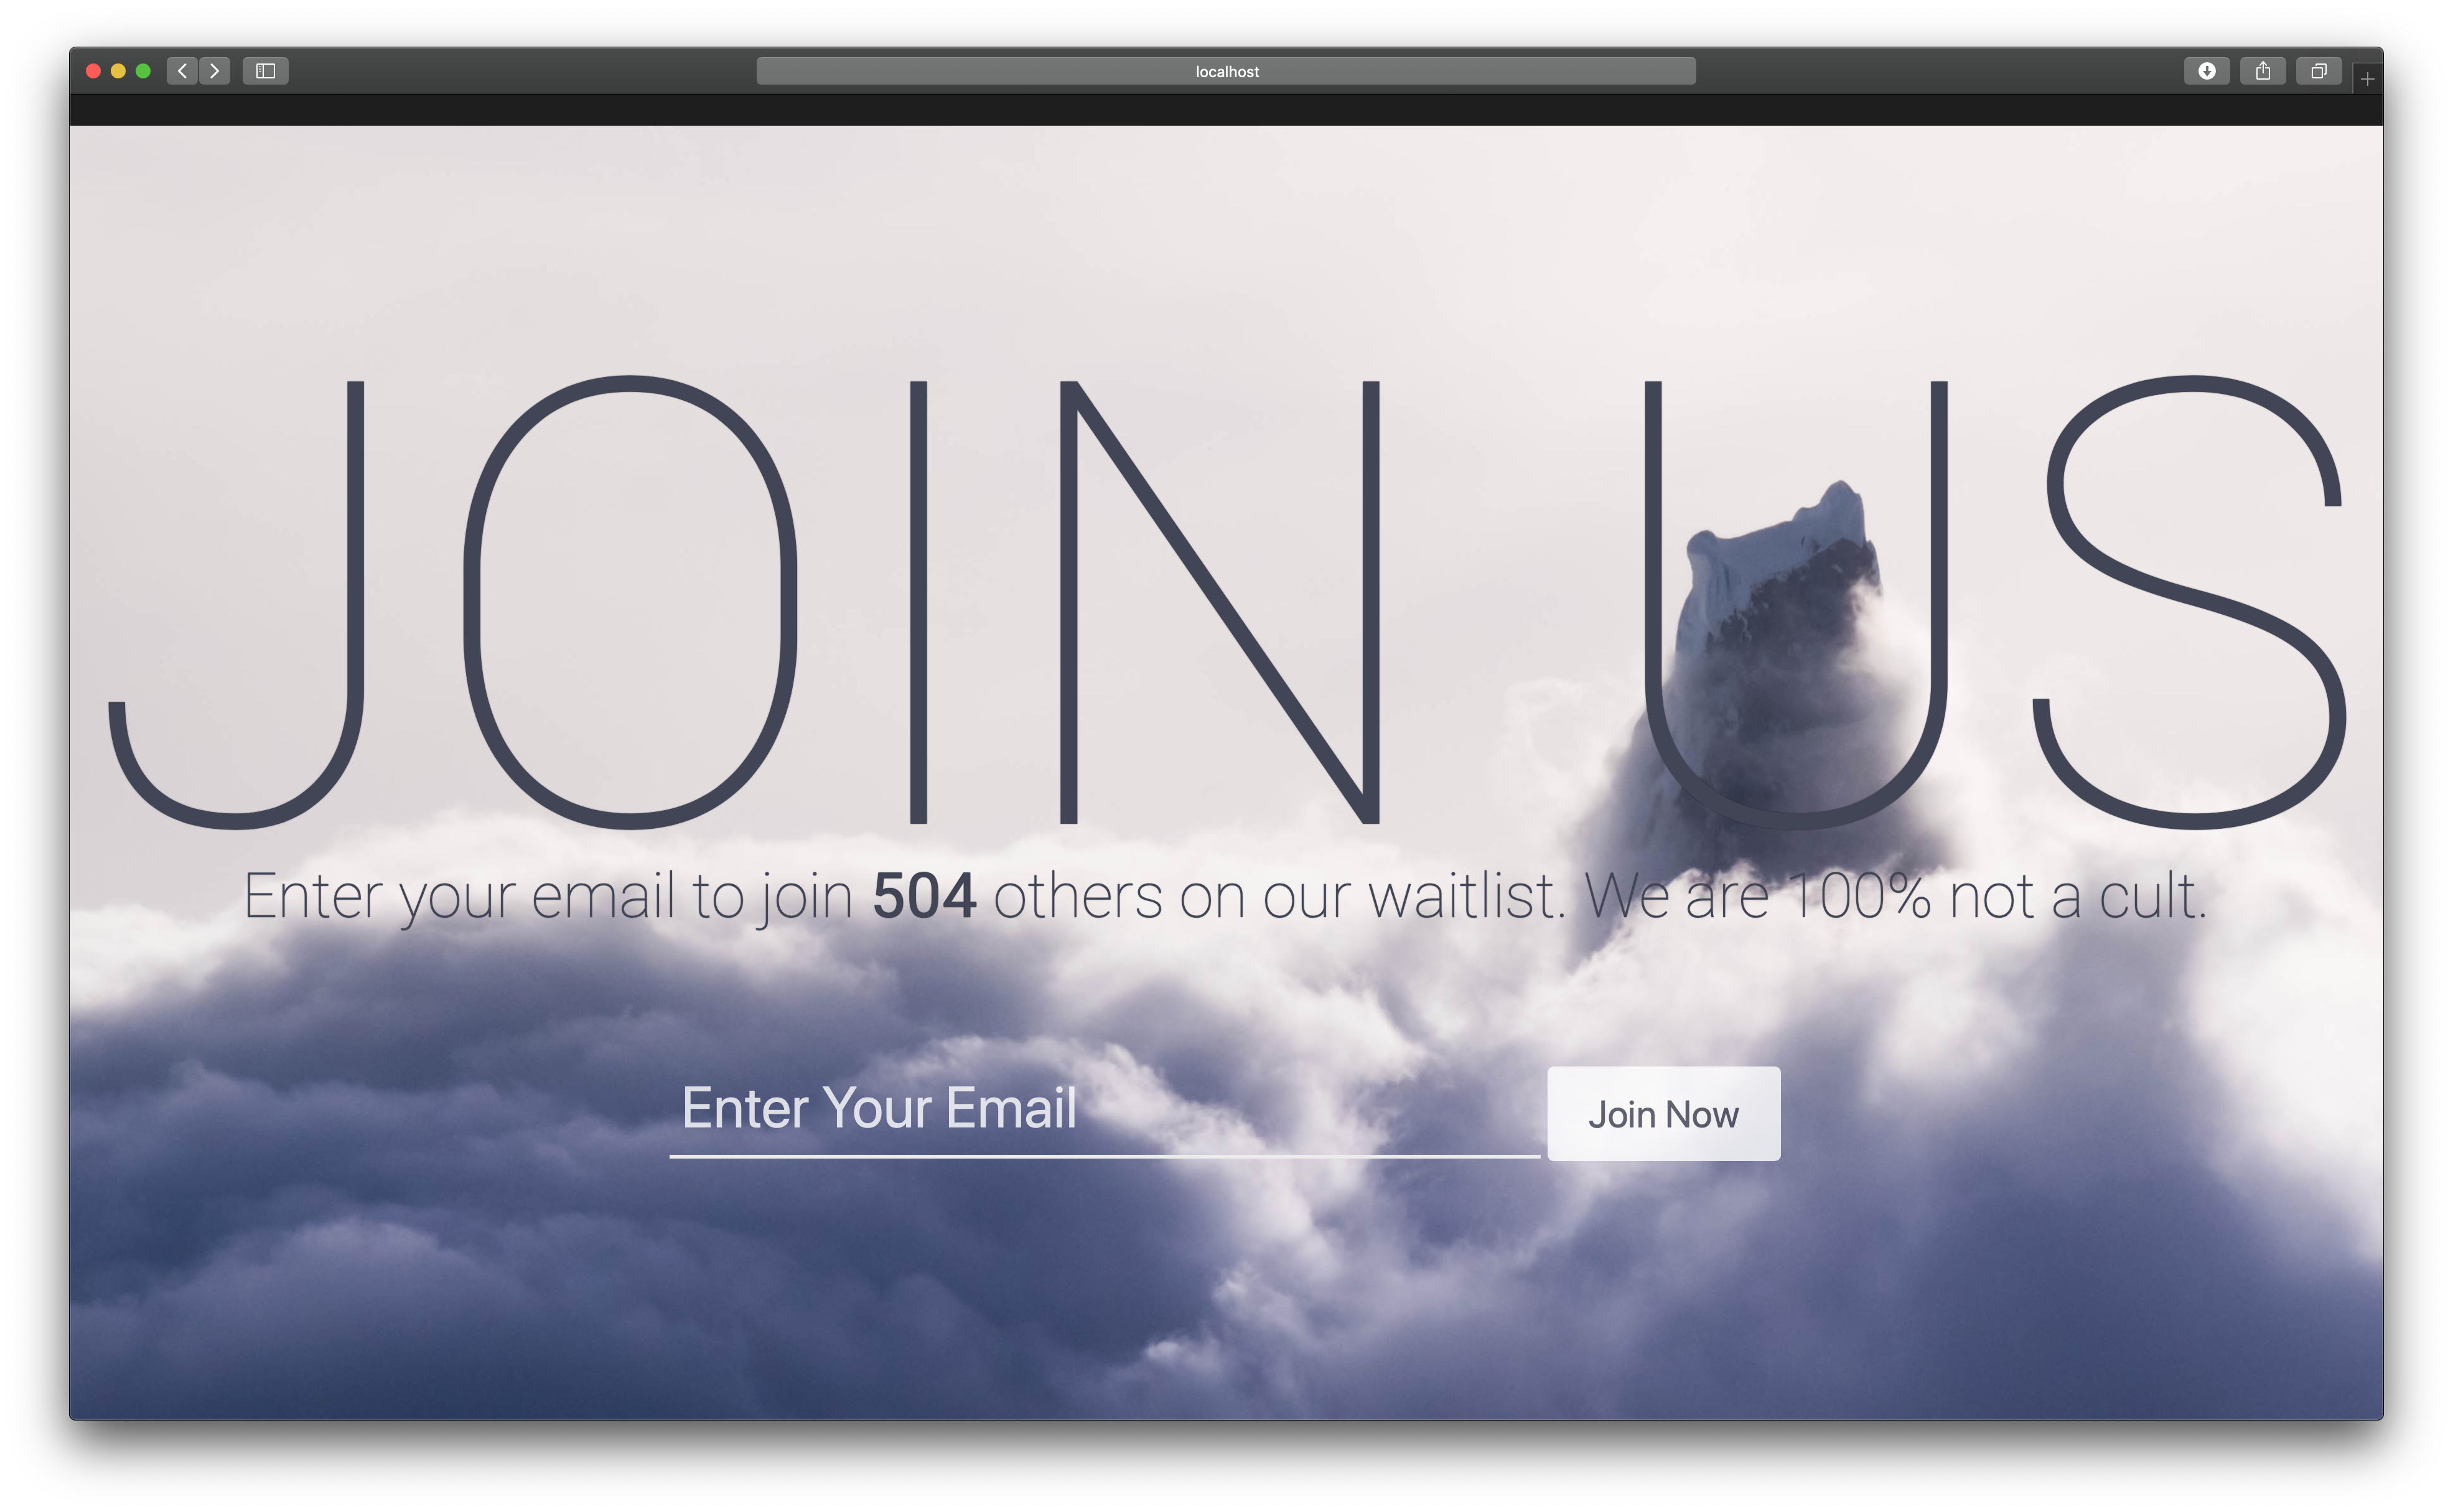 localhost
JOIN US
Enter your email to join 504 others on our waitlist. We are 100% not a cult.
Enter Your Email
Join Now